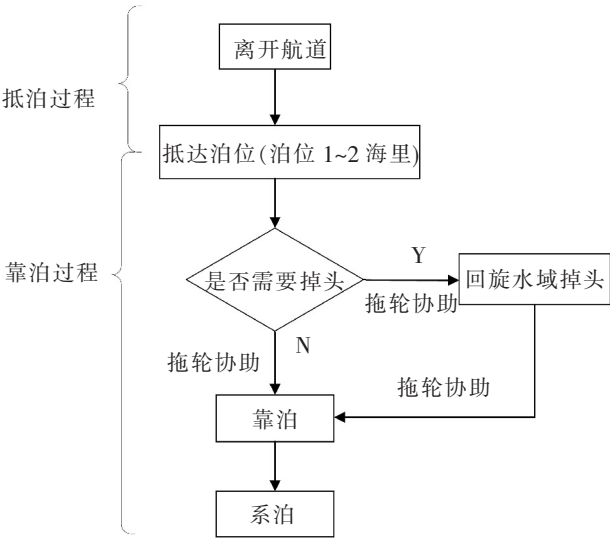 离开航道
抵泊过程
抵达泊位(泊位 1~2 海里)
靠泊过程
是否需要掉头
Y
拖轮协助
回旋水域掉头
N
拖轮协助
拖轮协助
靠泊
系泊